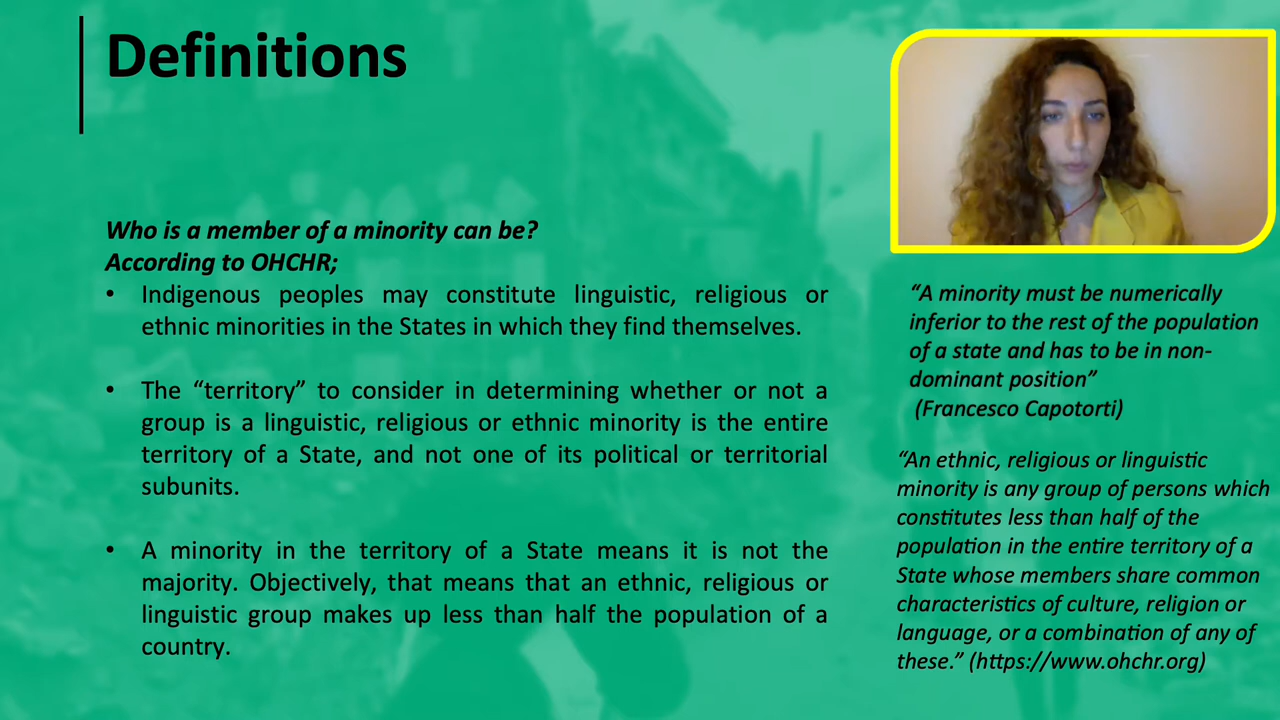 Definitions
Who is a member of a minority can be?
According to OHCHR;
• Indigenous peoples may constitute linguistic, religious or
ethnic minorities in the States in which they find themselves.
• The “territory” to consider in determining whether or not a
group is a linguistic, religious or ethnic minority is the entire
territory of a State, and not one of its political or territorial
subunits.
• A minority in the territory of a State means it is not the
majority. Objectively, that means that an ethnic, religious or
linguistic group makes up less than half the population of a
country.
“A minority must be numerically
inferior to the rest of the population
of a state and has to be in non-
dominant position”
(Francesco Capotorti)
“An ethnic, religious or linguistic
minority is any group of persons which
constitutes less than half of the
population in the entire territory of a
State whose members share common
characteristics of culture, religion or
language, or a combination of any of
these.” (https://www.ohchr.org)